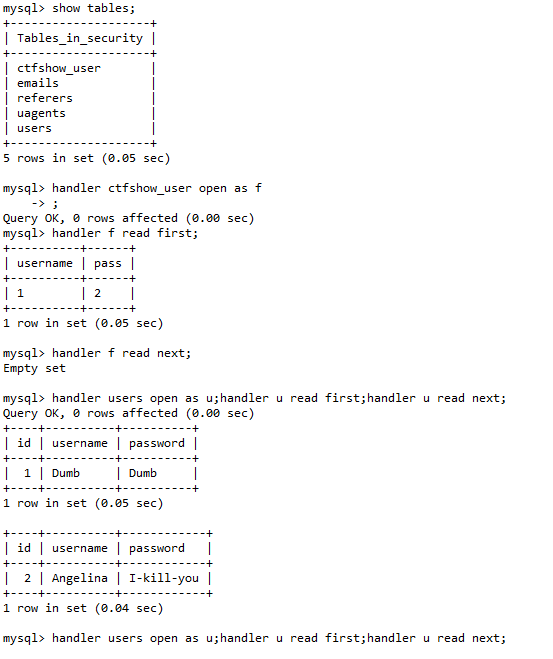 mysql> show tables;
+--------------------+
| Tables_in_security |
+--------------------+
| ctfshow_user       |
| emails             |
| referers           |
| uagents            |
| users              |
+--------------------+
5 rows in set (0.05 sec)

mysql> handler ctfshow_user open as f
    -> ;
Query OK, 0 rows affected (0.00 sec)
mysql> handler f read first;
+----------+------+
| username | pass |
+----------+------+
| 1        | 2    |
+----------+------+
1 row in set (0.05 sec)

mysql> handler f read next;
Empty set

mysql> handler users open as u;handler u read first;handler u read next;
Query OK, 0 rows affected (0.00 sec)
+----+----------+----------+
| id | username | password |
+----+----------+----------+
|  1 | Dumb     | Dumb     |
+----+----------+----------+
1 row in set (0.05 sec)

+----+----------+------------+
| id | username | password   |
+----+----------+------------+
|  2 | Angelina | I-kill-you |
+----+----------+------------+
1 row in set (0.04 sec)

mysql> handler users open as u;handler u read first;handler u read next;